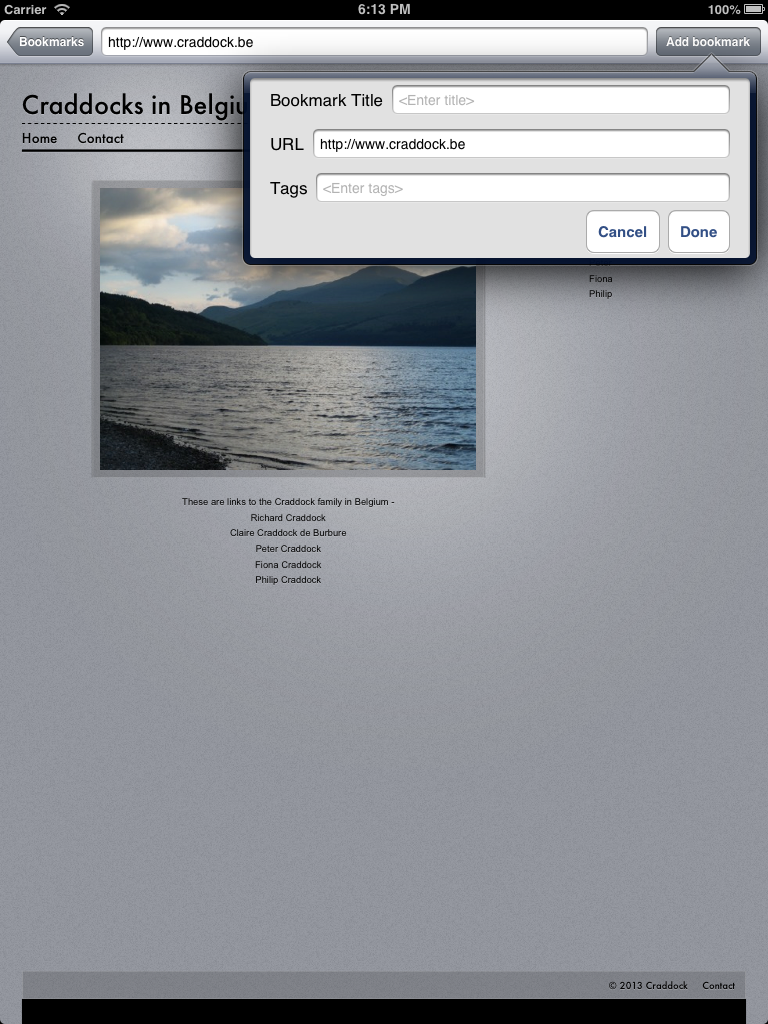 Carrier 6:13 PM 100%
Bookmarks http://www.craddock.be Add bookmark
Craddocks in Belgiu
Home Contact
Bookmark Title <Enter title>
URL http://www.craddock.be
Tags <Enter tags>
Cancel Done
Fiona
Philip
These are links to the Craddock family in Belgium -
Richard Craddock
Claire Craddock de Burbure
Peter Craddock
Fiona Craddock
Philip Craddock
© 2013 Craddock Contact